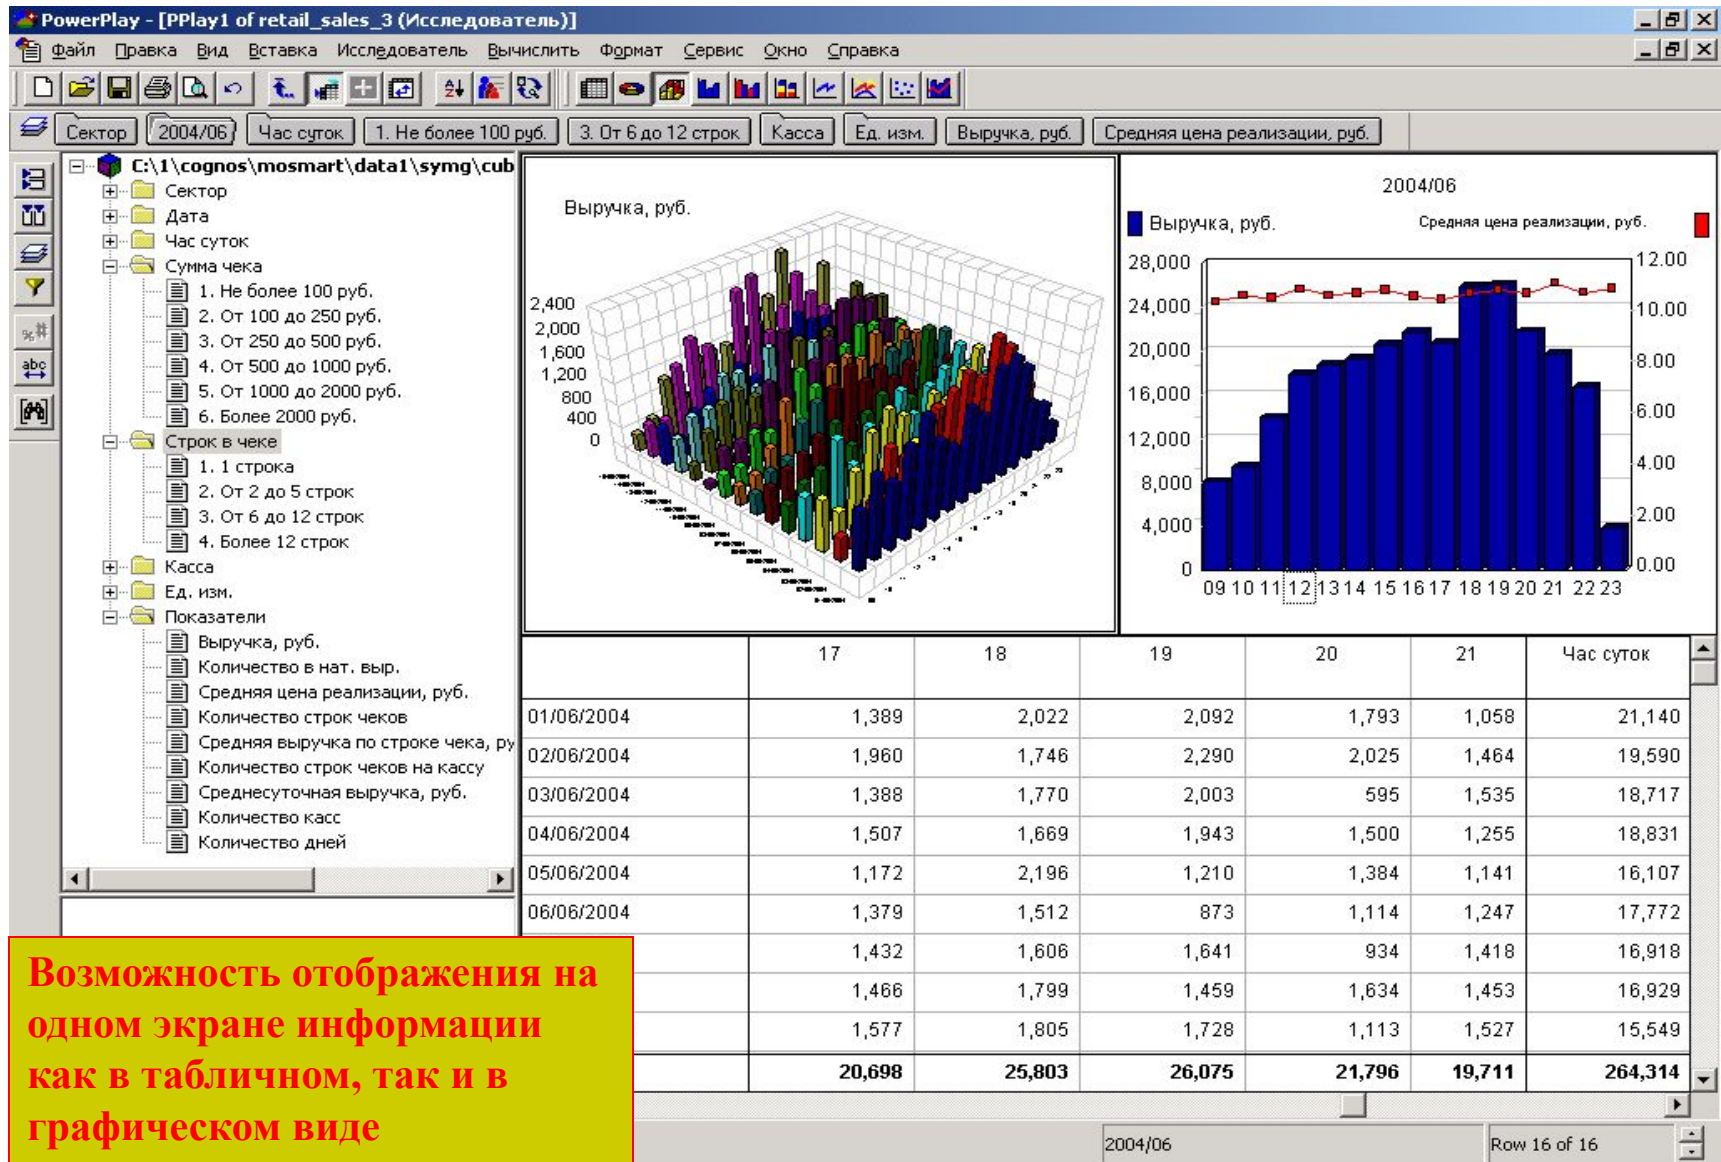 PowerPlay - [PPlay1 of retail_sales_3 (Исследователь)]
Файл Правка Вид Вставка Исследователь Вычислить Формат Сервис Окно Справка
Сектор 2004/06 Час суток 1. Не более 100 руб. 3. От 6 до 12 строк Касса Ед. изм. Выручка, руб. Средняя цена реализации, руб.
C:\1\cognos\mosmart\data1\symg\cub
Сектор
Дата
Час суток
Сумма чека
1. Не более 100 руб.
2. От 100 до 250 руб.
3. От 250 до 500 руб.
4. От 500 до 1000 руб.
5. От 1000 до 2000 руб.
6. Более 2000 руб.
Строк в чеке
1. 1 строка
2. От 2 до 5 строк
3. От 6 до 12 строк
4. Более 12 строк
Касса
Ед. изм.
Показатели
Выручка, руб.
Количество в нат. выр.
Средняя цена реализации, руб.
Количество строк чеков
Средняя выручка по строке чека, ру
Количество строк чеков на кассу
Среднесуточная выручка, руб.
Количество касс
Количество дней
Выручка, руб.
2,400
2,000
1,600
1,200
800
400
0
2004/06
Выручка, руб. Средняя цена реализации, руб.
28,000 12.00
24,000 10.00
20,000 8.00
16,000 6.00
12,000 4.00
8,000 2.00
4,000 0.00
0
09 10 11 12 13 14 15 16 17 18 19 20 21 22 23
17 18 19 20 21 Час суток
01/06/2004 1,389 2,022 2,092 1,793 1,058 21,140
02/06/2004 1,960 1,746 2,290 2,025 1,464 19,590
03/06/2004 1,388 1,770 2,003 595 1,535 18,717
04/06/2004 1,507 1,669 1,943 1,500 1,255 18,831
05/06/2004 1,172 2,196 1,210 1,384 1,141 16,107
06/06/2004 1,379 1,512 873 1,114 1,247 17,772
1,432 1,606 1,641 934 1,418 16,918
1,466 1,799 1,459 1,634 1,453 16,929
1,577 1,805 1,728 1,113 1,527 15,549
20,698 25,803 26,075 21,796 19,711 264,314
Возможность отображения на
одном экране информации
как в табличном, так и в
графическом виде
2004/06 Row 16 of 16